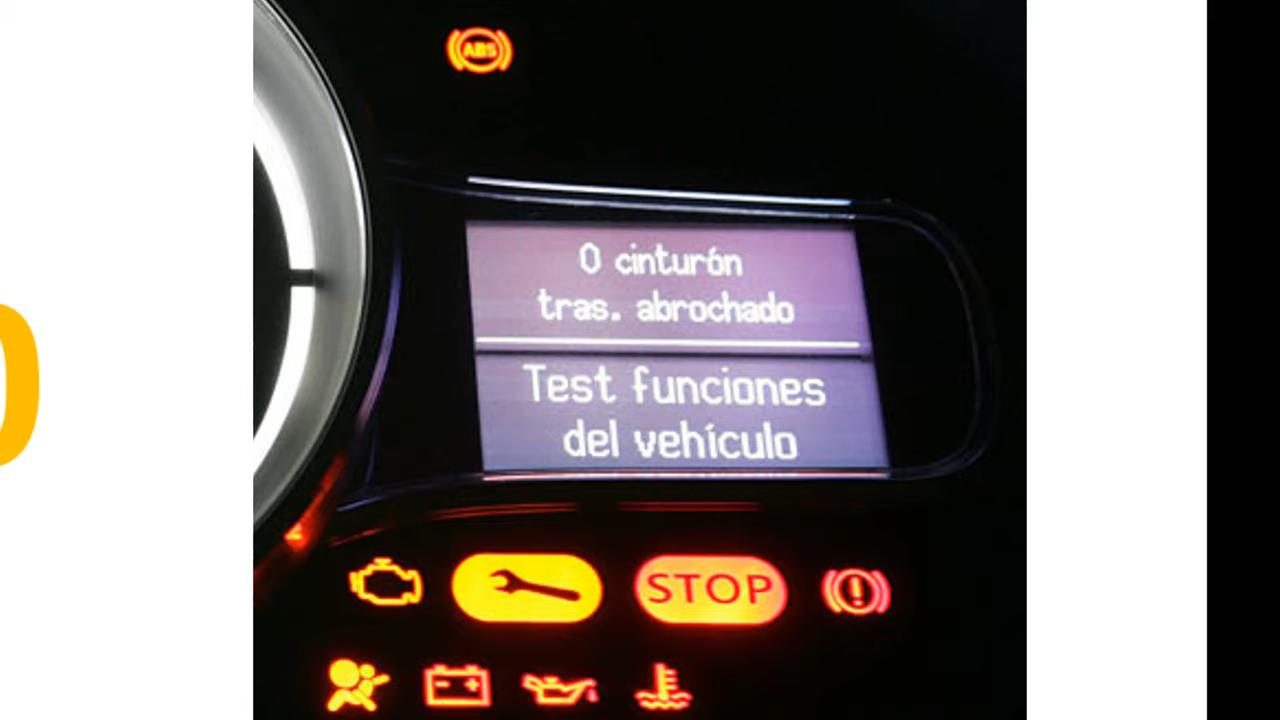 ABS
0 cinturón
tras. abrochado
Test funciones
del vehículo
STOP